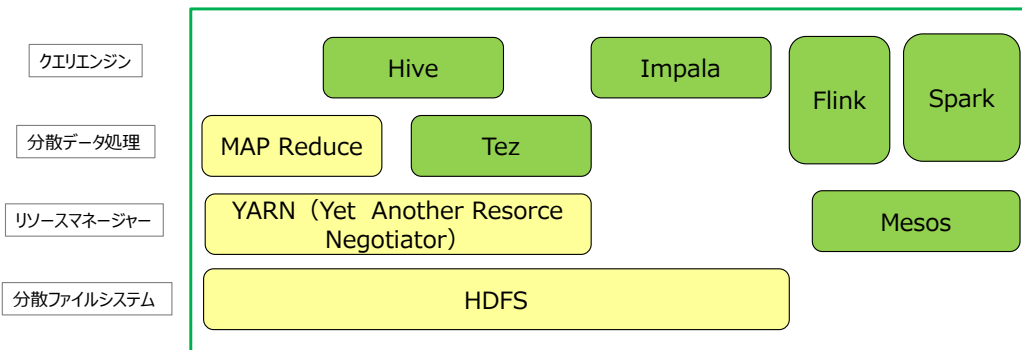 クエリエンジン
Hive
Impala
Flink
Spark
分散データ処理
MAP Reduce
Tez
リソースマネージャー
YARN（Yet Another Resorce
Negotiator）
Mesos
分散ファイルシステム
HDFS